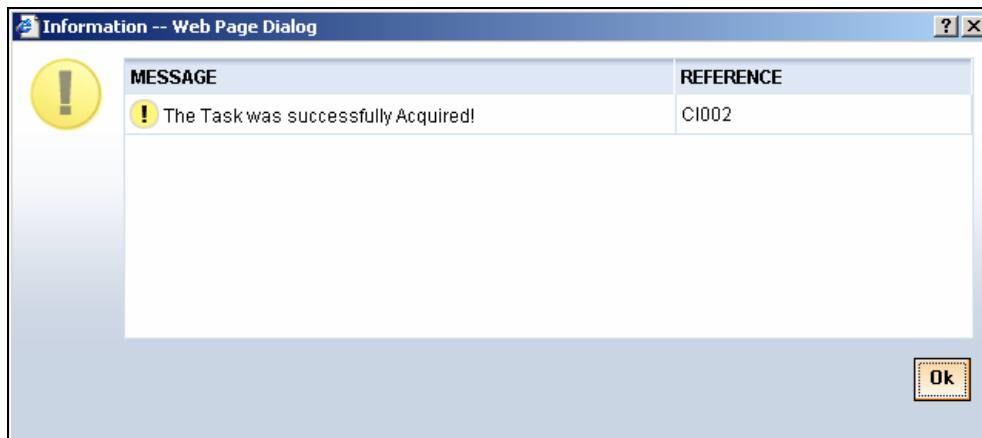 Information -- Web Page Dialog
MESSAGE REFERENCE
The Task was successfully Acquired! CI002
Ok